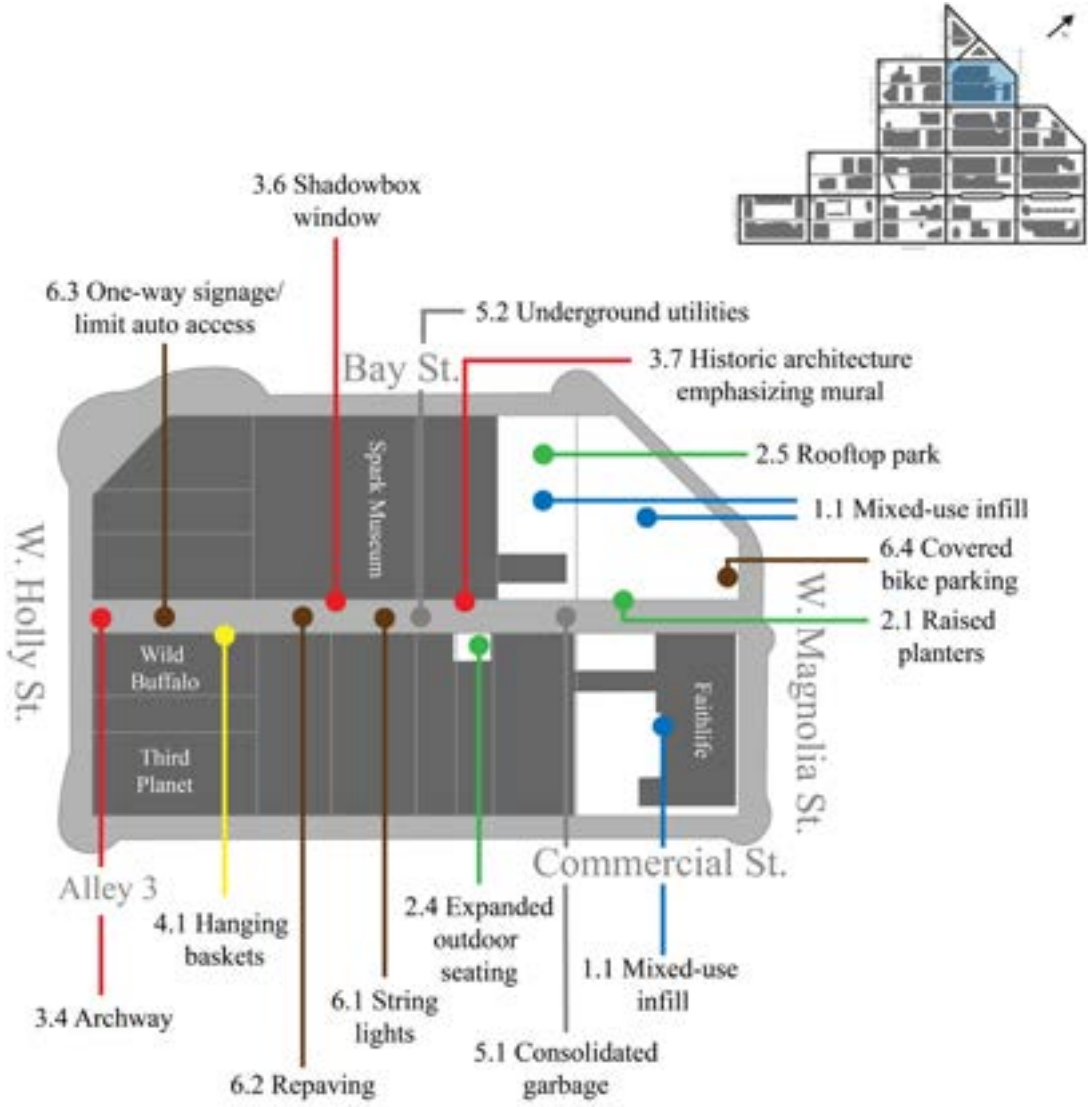 3.6 Shadowbox
window
6.3 One-way signage/
limit auto access
5.2 Underground utilities
Bay St.
3.7 Historic architecture
emphasizing mural
2.5 Rooftop park
1.1 Mixed-use infill
6.4 Covered
bike parking
2.1 Raised
planters
Spark Museum
W. Holly St.
W. Magnolia St.
Wild
Buffalo
Third
Planet
Faithlife
Commercial St.
Alley 3
4.1 Hanging
baskets
2.4 Expanded
outdoor
seating
1.1 Mixed-use
infill
3.4 Archway
6.1 String
lights
5.1 Consolidated
garbage
6.2 Repaving